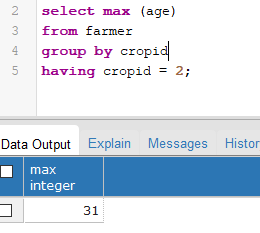 2 select max (age)
3 from farmer
4 group by cropid
5 having cropid = 2;
Data Output Explain Messages Histor
max
integer
31